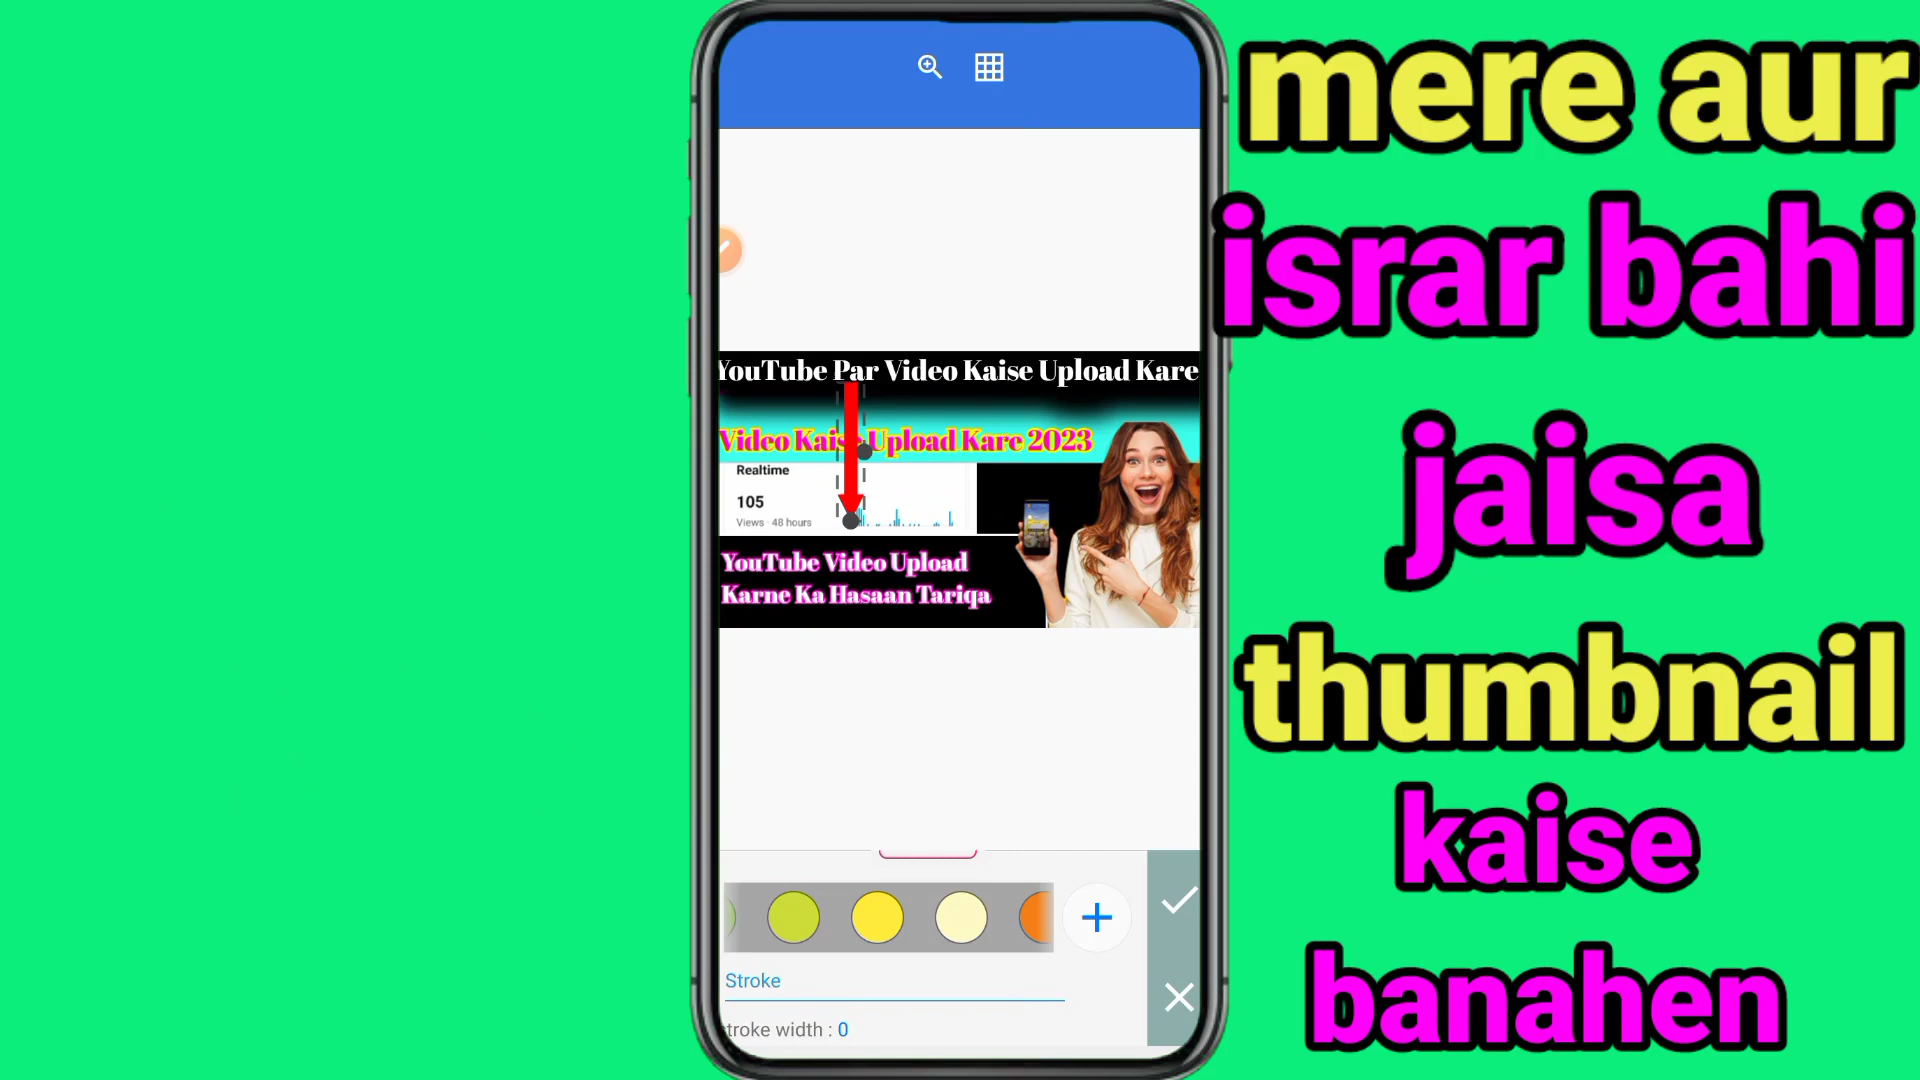 mere aur
israr bahi
jaisa
thumbnail
kaise
banahen
YouTube Par Video Kaise Upload Kare
Video Kaise Upload Kare 2023
Realtime
105
Views · 48 hours
YouTube Video Upload
Karne Ka Hasaan Tariqa
Stroke
troke width : 0